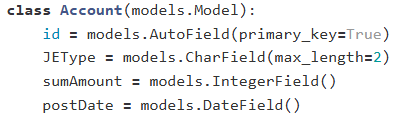 class Account(models.Model):
    id = models.AutoField(primary_key=True)
    JEType = models.CharField(max_length=2)
    sumAmount = models.IntegerField()
    postDate = models.DateField()